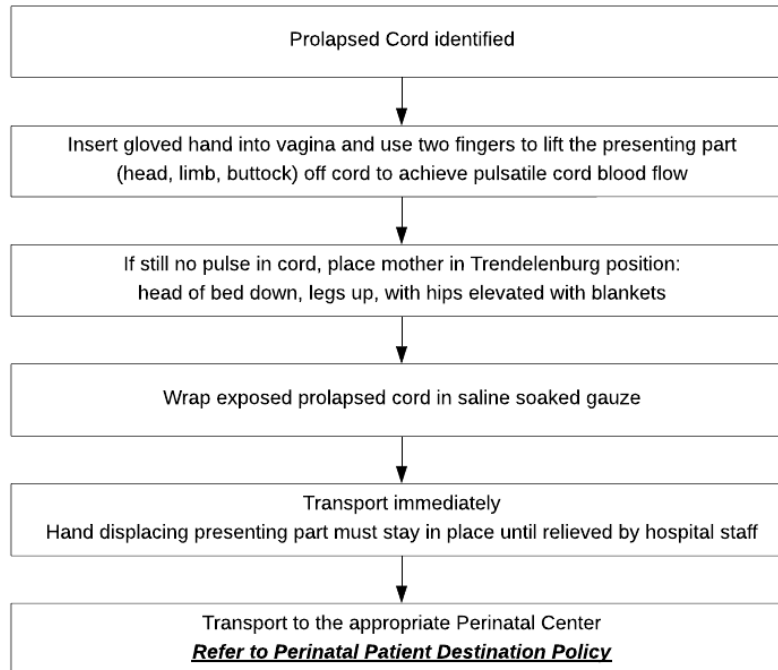 Prolapsed Cord identified
Insert gloved hand into vagina and use two fingers to lift the presenting part
(head, limb, buttock) off cord to achieve pulsatile cord blood flow
If still no pulse in cord, place mother in Trendelenburg position:
head of bed down, legs up, with hips elevated with blankets
Wrap exposed prolapsed cord in saline soaked gauze
Transport immediately
Hand displacing presenting part must stay in place until relieved by hospital staff
Transport to the appropriate Perinatal Center
Refer to Perinatal Patient Destination Policy